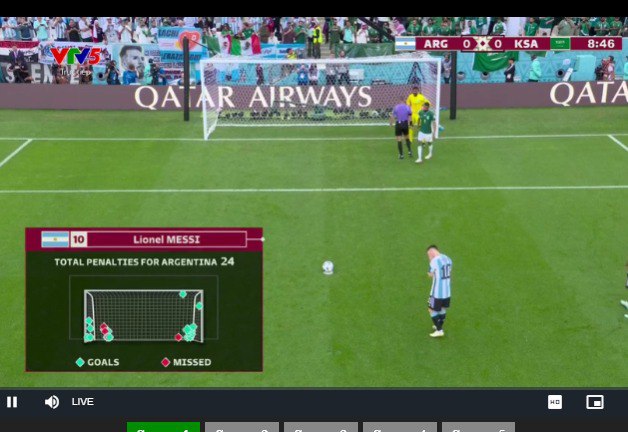 VTV5
ARG 0 0 KSA 8:46
QATAR AIRWAYS QATA
10 Lionel MESSI
TOTAL PENALTIES FOR ARGENTINA 24
10
GOALS MISSED
LIVE
HD